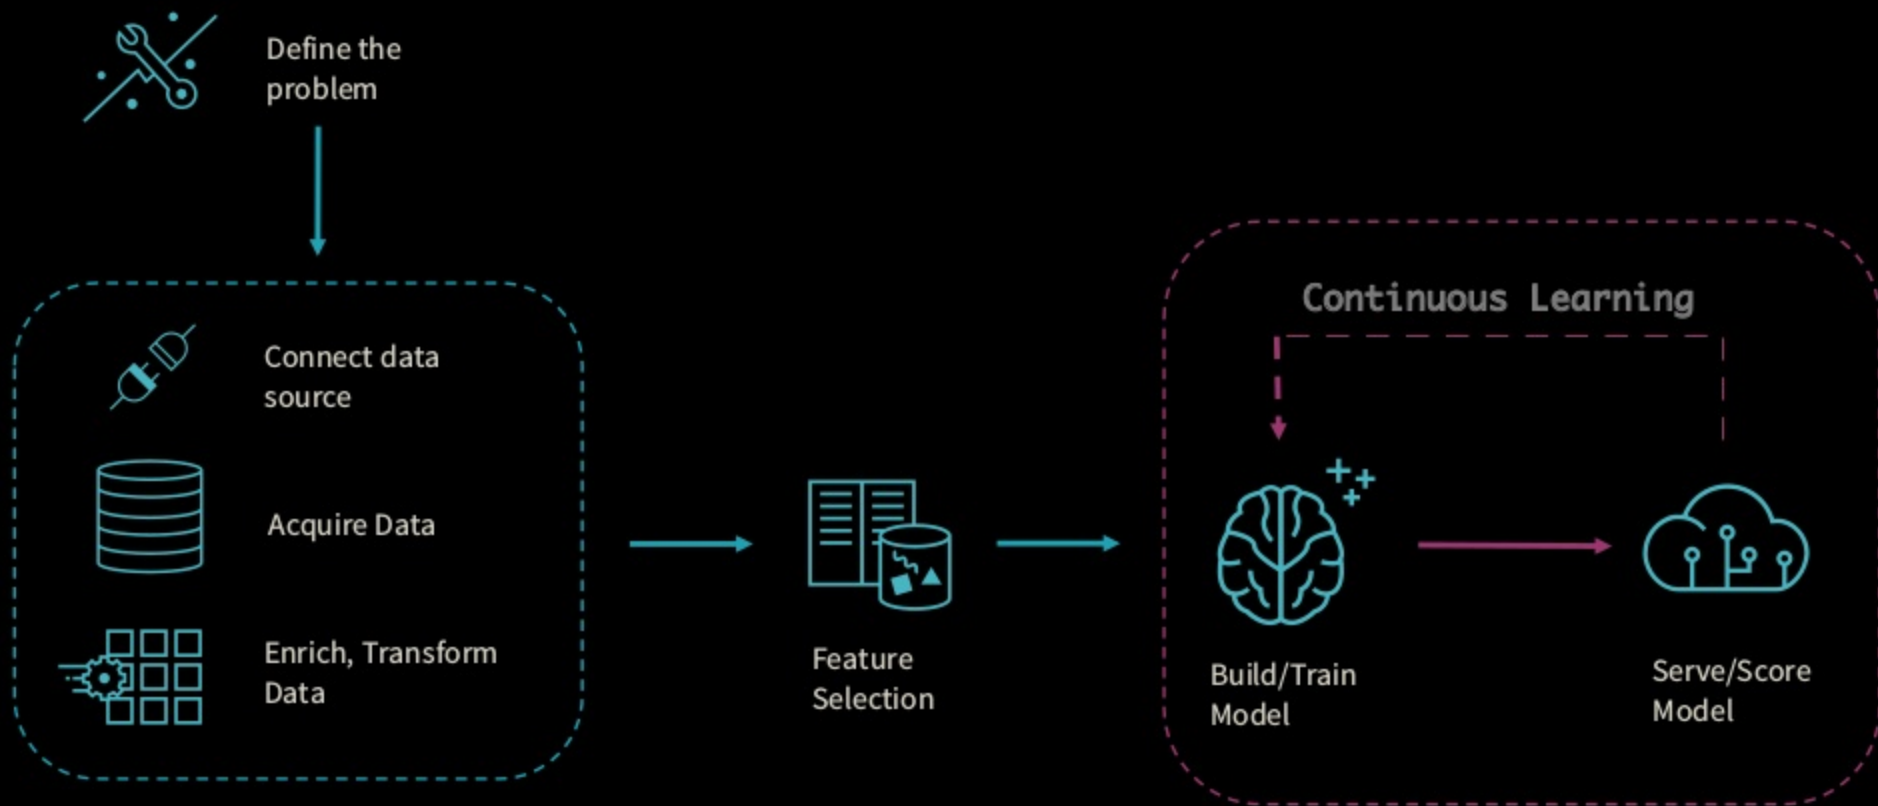 Define the
problem
Connect data
source
Acquire Data
Enrich, Transform
Data
Feature
Selection
Continuous Learning
Build/Train
Model
Serve/Score
Model